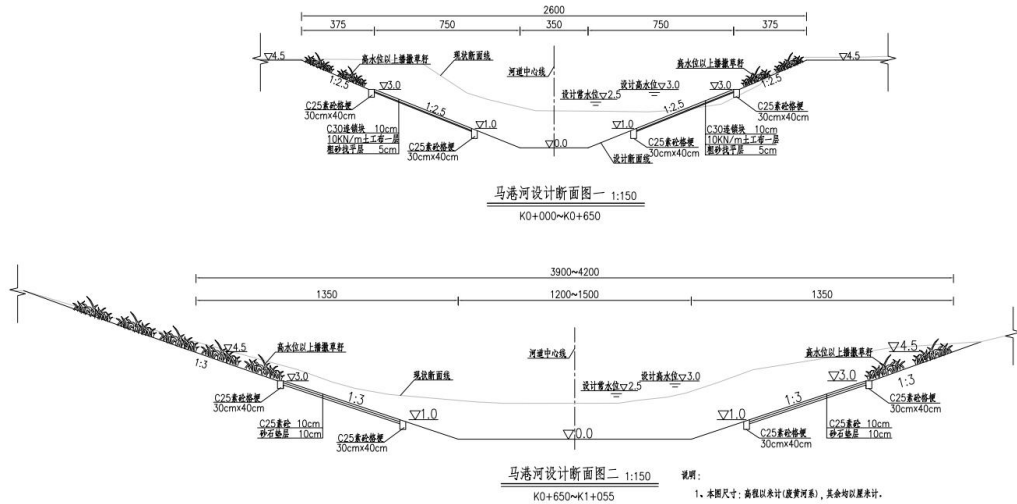 2600
375 750 350 750 375
▽4.5 高水位以上播撒草籽 现状断面线 河道中心线 高水位以上播撒草籽 ▽4.5
设计高水位▽3.0
设计常水位▽2.5
1:2.5 ▽3.0 ▽3.0 1:2.5
C25素砼格梗
30cm×40cm
1:2.5
1:2.5
C25素砼格梗
30cm×40cm
▽1.0 ▽1.0
C30连锁块 10cm
10KN/m土工布一层
粗砂找平层 5cm
C25素砼格梗
30cm×40cm
▽0.0
设计断面线
C25素砼格梗
30cm×40cm
C30连锁块 10cm
10KN/m土工布一层
粗砂找平层 5cm
马港河设计断面图一 1:150
K0+000~K0+650
3900~4200
1350 1200~1500 1350
▽4.5 高水位以上播撒草籽 河道中心线 高水位以上播撒草籽 ▽4.5
1:3 ▽3.0 现状断面线 设计高水位▽3.0 ▽3.0 1:3
设计常水位▽2.5
C25素砼格梗
30cm×40cm
1:3
1:3
C25素砼格梗
30cm×40cm
▽1.0 ▽1.0
C25素砼 10cm
砂石垫层 10cm
C25素砼格梗
30cm×40cm
▽0.0
C25素砼格梗
30cm×40cm
C25素砼 10cm
砂石垫层 10cm
马港河设计断面图二 1:150
K0+650~K1+055
说明:
1、本图尺寸:高程以米计(废黄河系),其余均以厘米计。